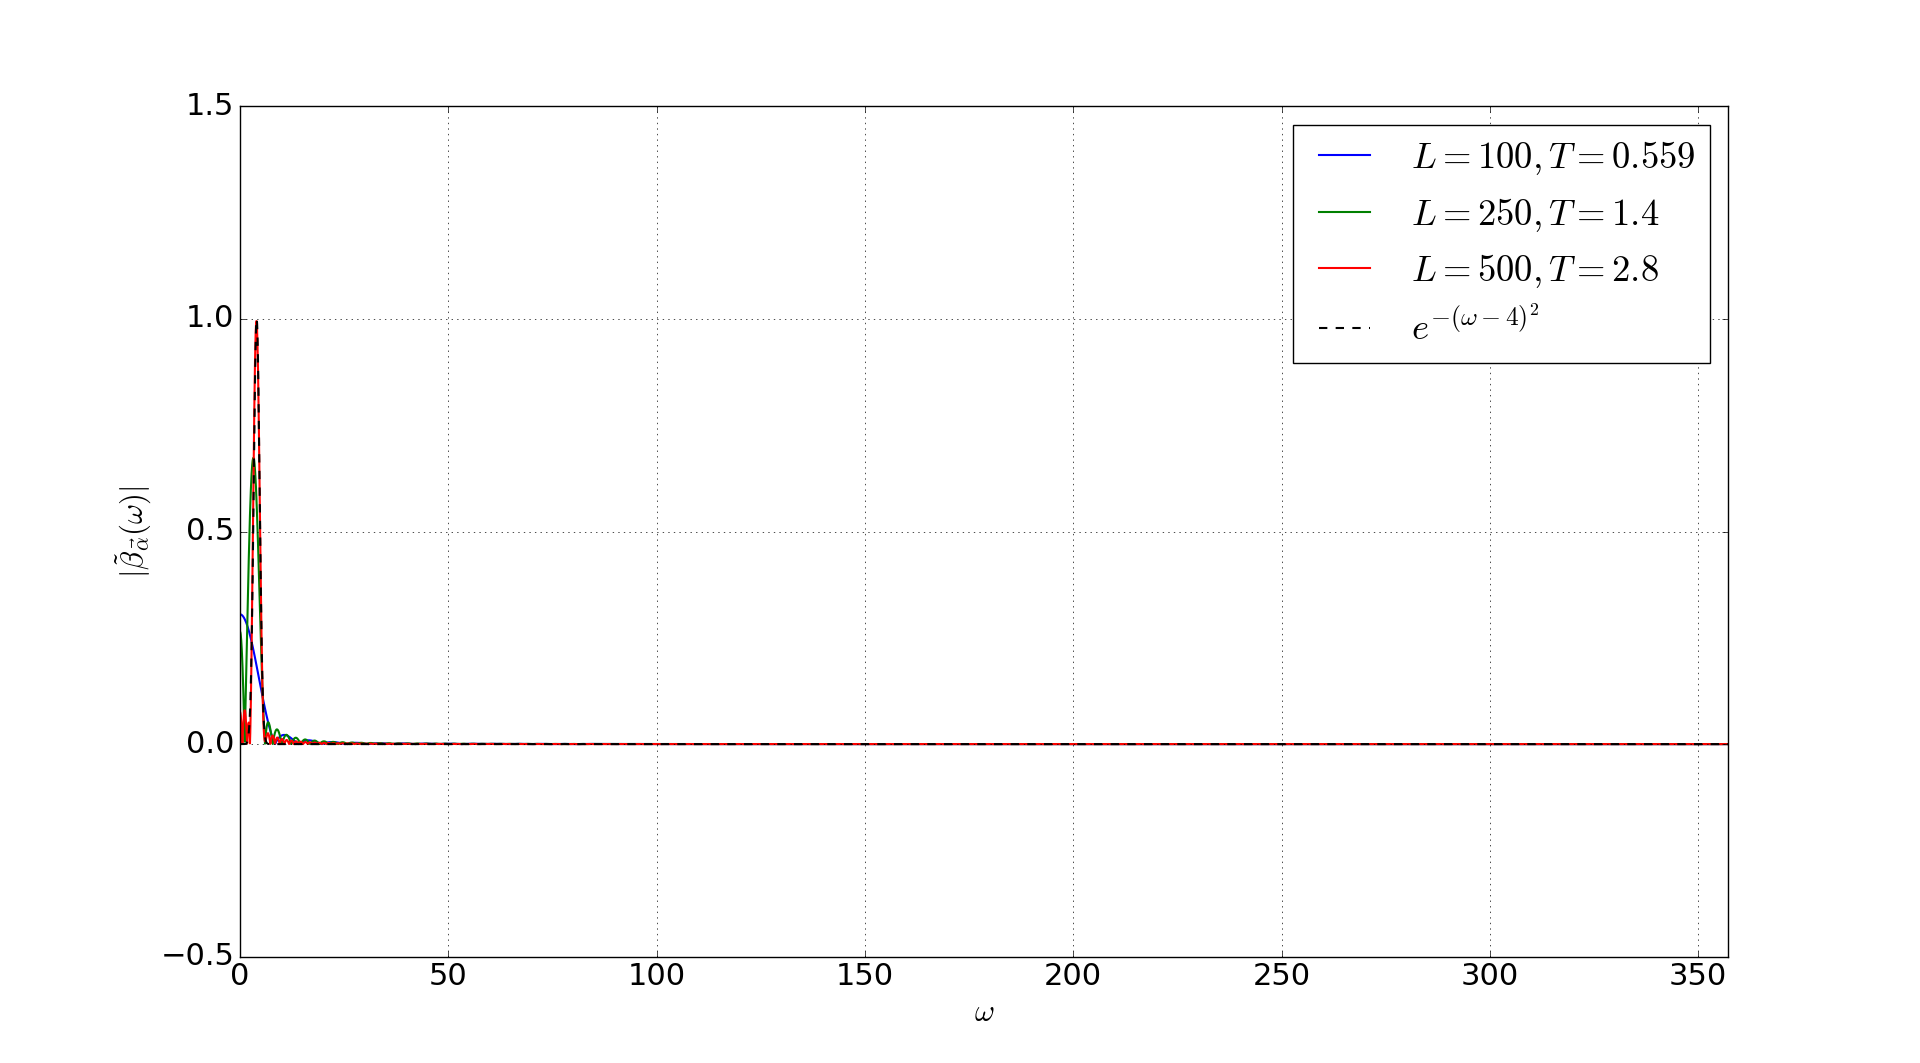 1.5
1.0
0.5
0.0
−0.5
|β̃_α⃗(ω)|
L = 100, T = 0.559
L = 250, T = 1.4
L = 500, T = 2.8
e^{−(ω − 4)^2}
0 50 100 150 200 250 300 350
ω